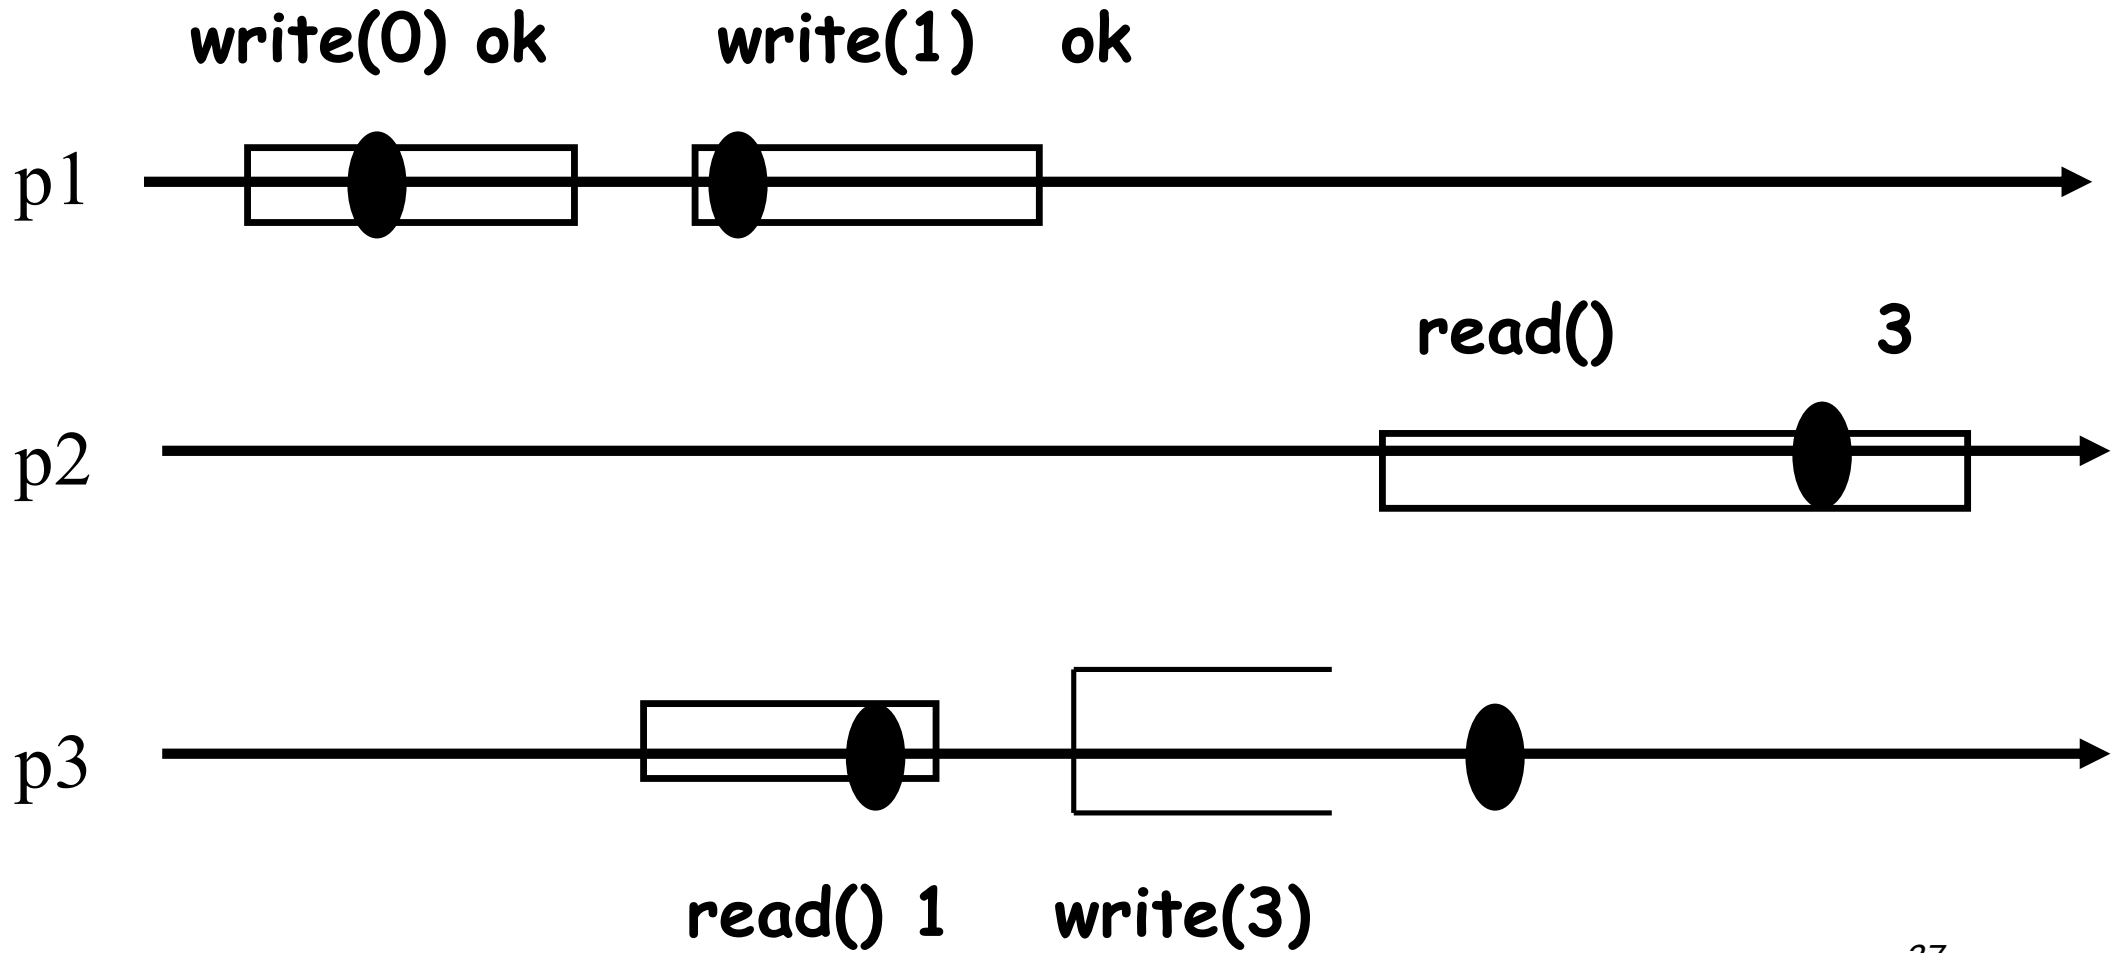 write(0) ok write(1) ok
p1
read() 3
p2
p3
read() 1 write(3)